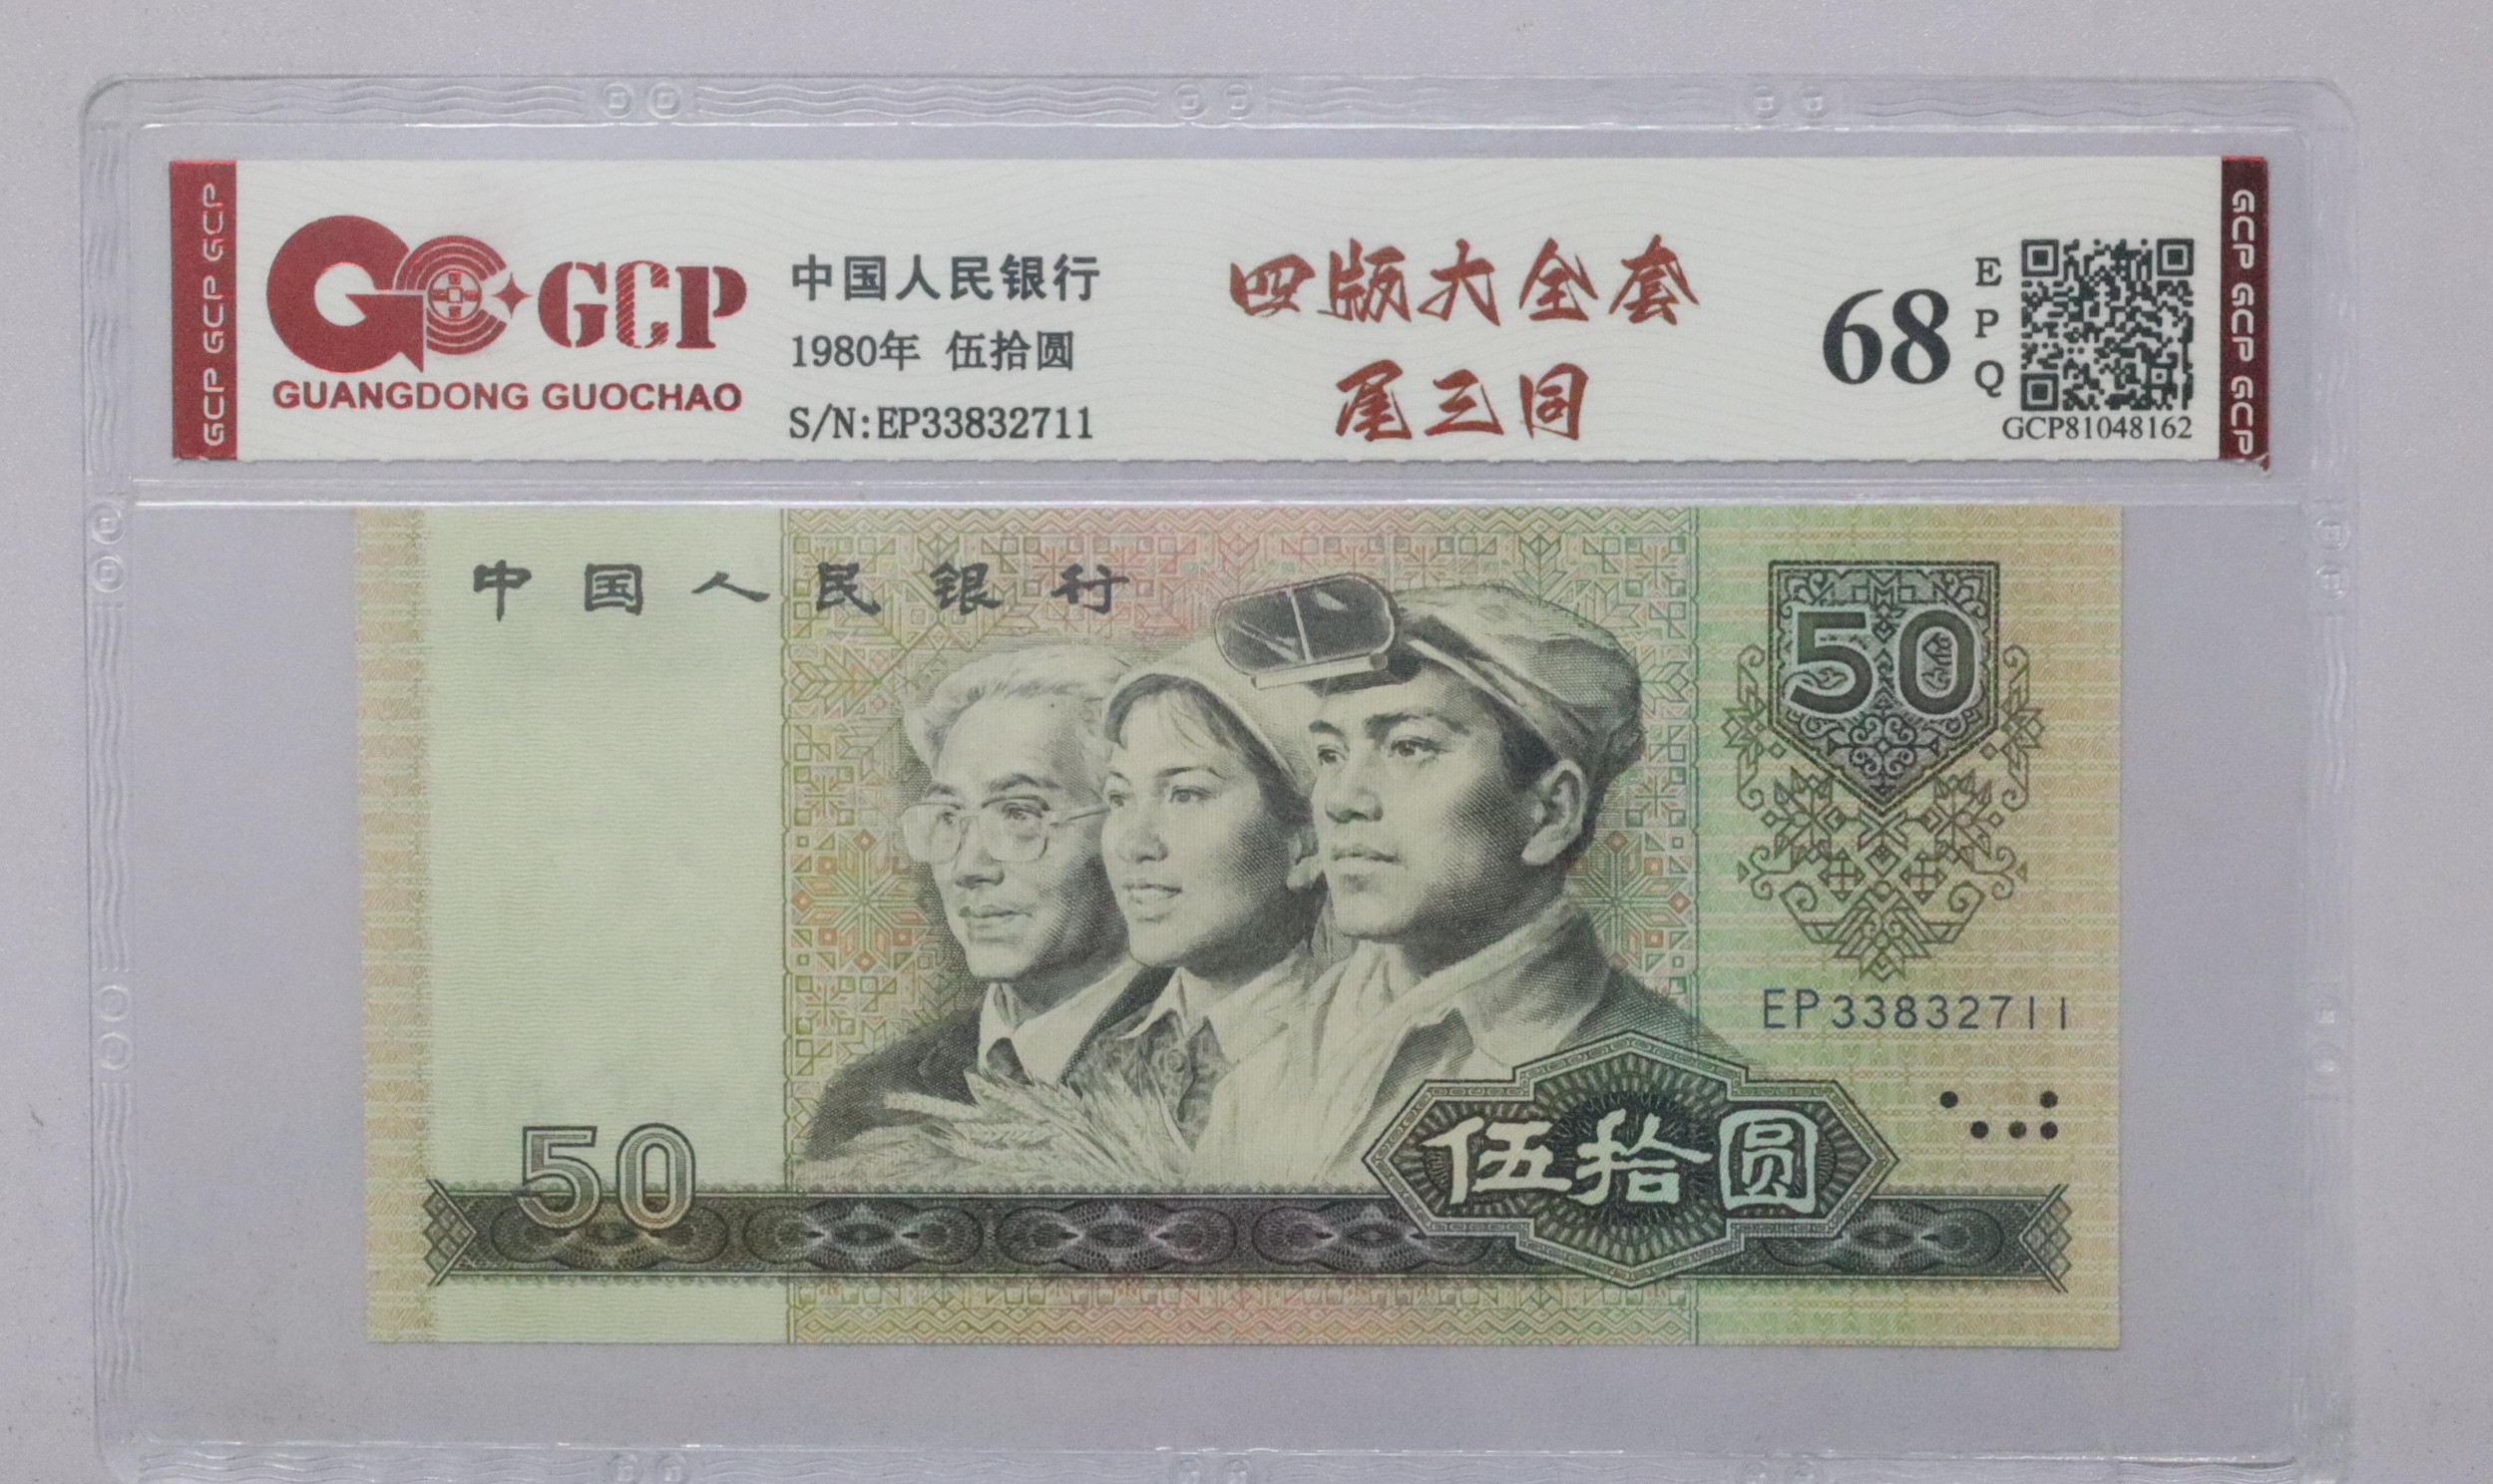 GCP GCP GCP
GCP
GUANGDONG GUOCHAO
中国人民银行
1980年 伍拾圆
S/N:EP33832711
四版大全套
尾三同
68
EPQ
GCP81048162
GCP GCP GCP
中国人民银行
50
EP33832711
50
伍拾圆